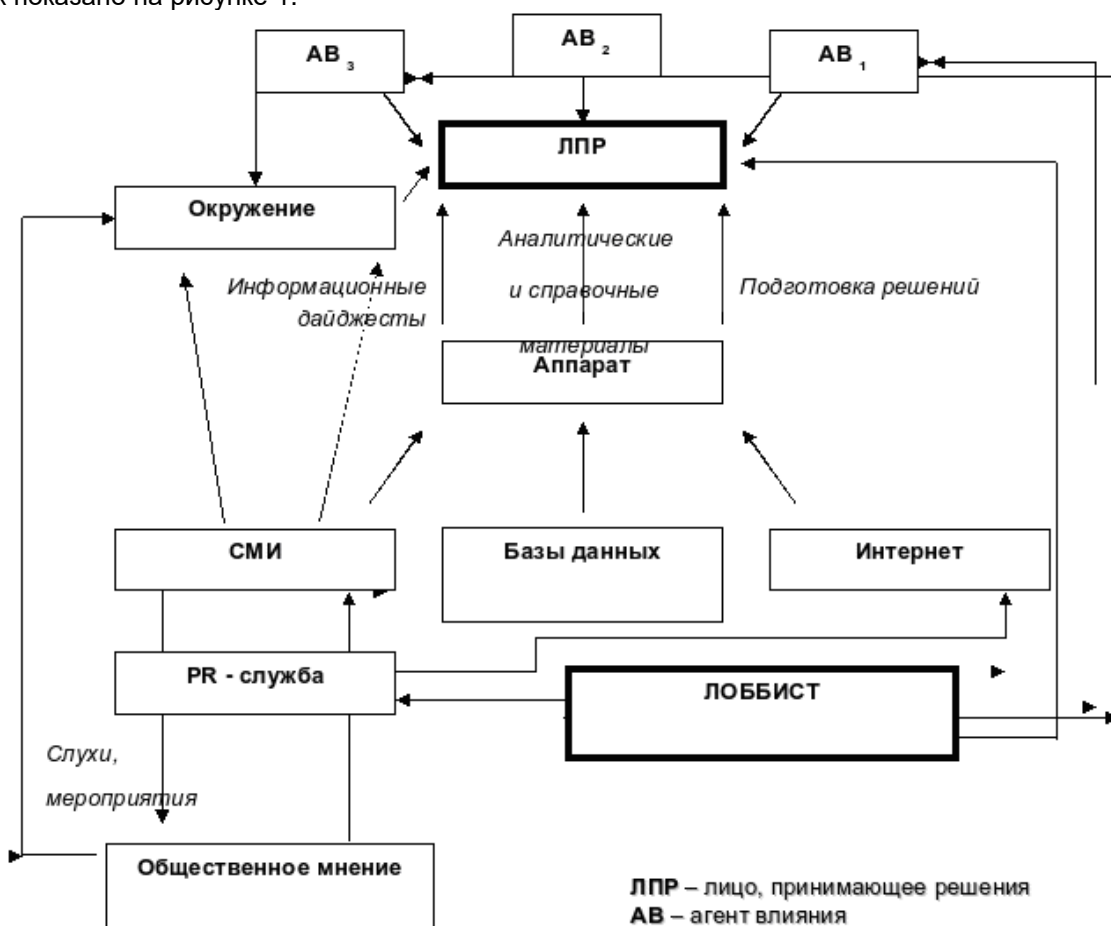 к показано на рисунке 1.
АВ 3
АВ 2
АВ 1
ЛПР
Окружение
Аналитические
Информационные
и справочные
Подготовка решений
дайджесты
материалы
Аппарат
СМИ
Базы данных
Интернет
PR - служба
ЛОББИСТ
Слухи,
мероприятия
Общественное мнение
ЛПР – лицо, принимающее решения
АВ – агент влияния